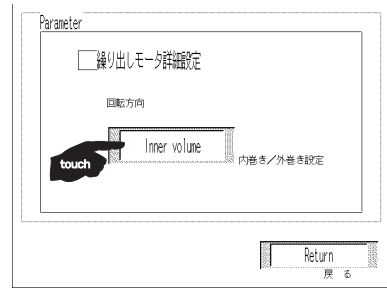 Parameter
繰り出しモータ詳細設定
回転方向
Inner volume
touch
内巻き／外巻き設定
Return
戻 る